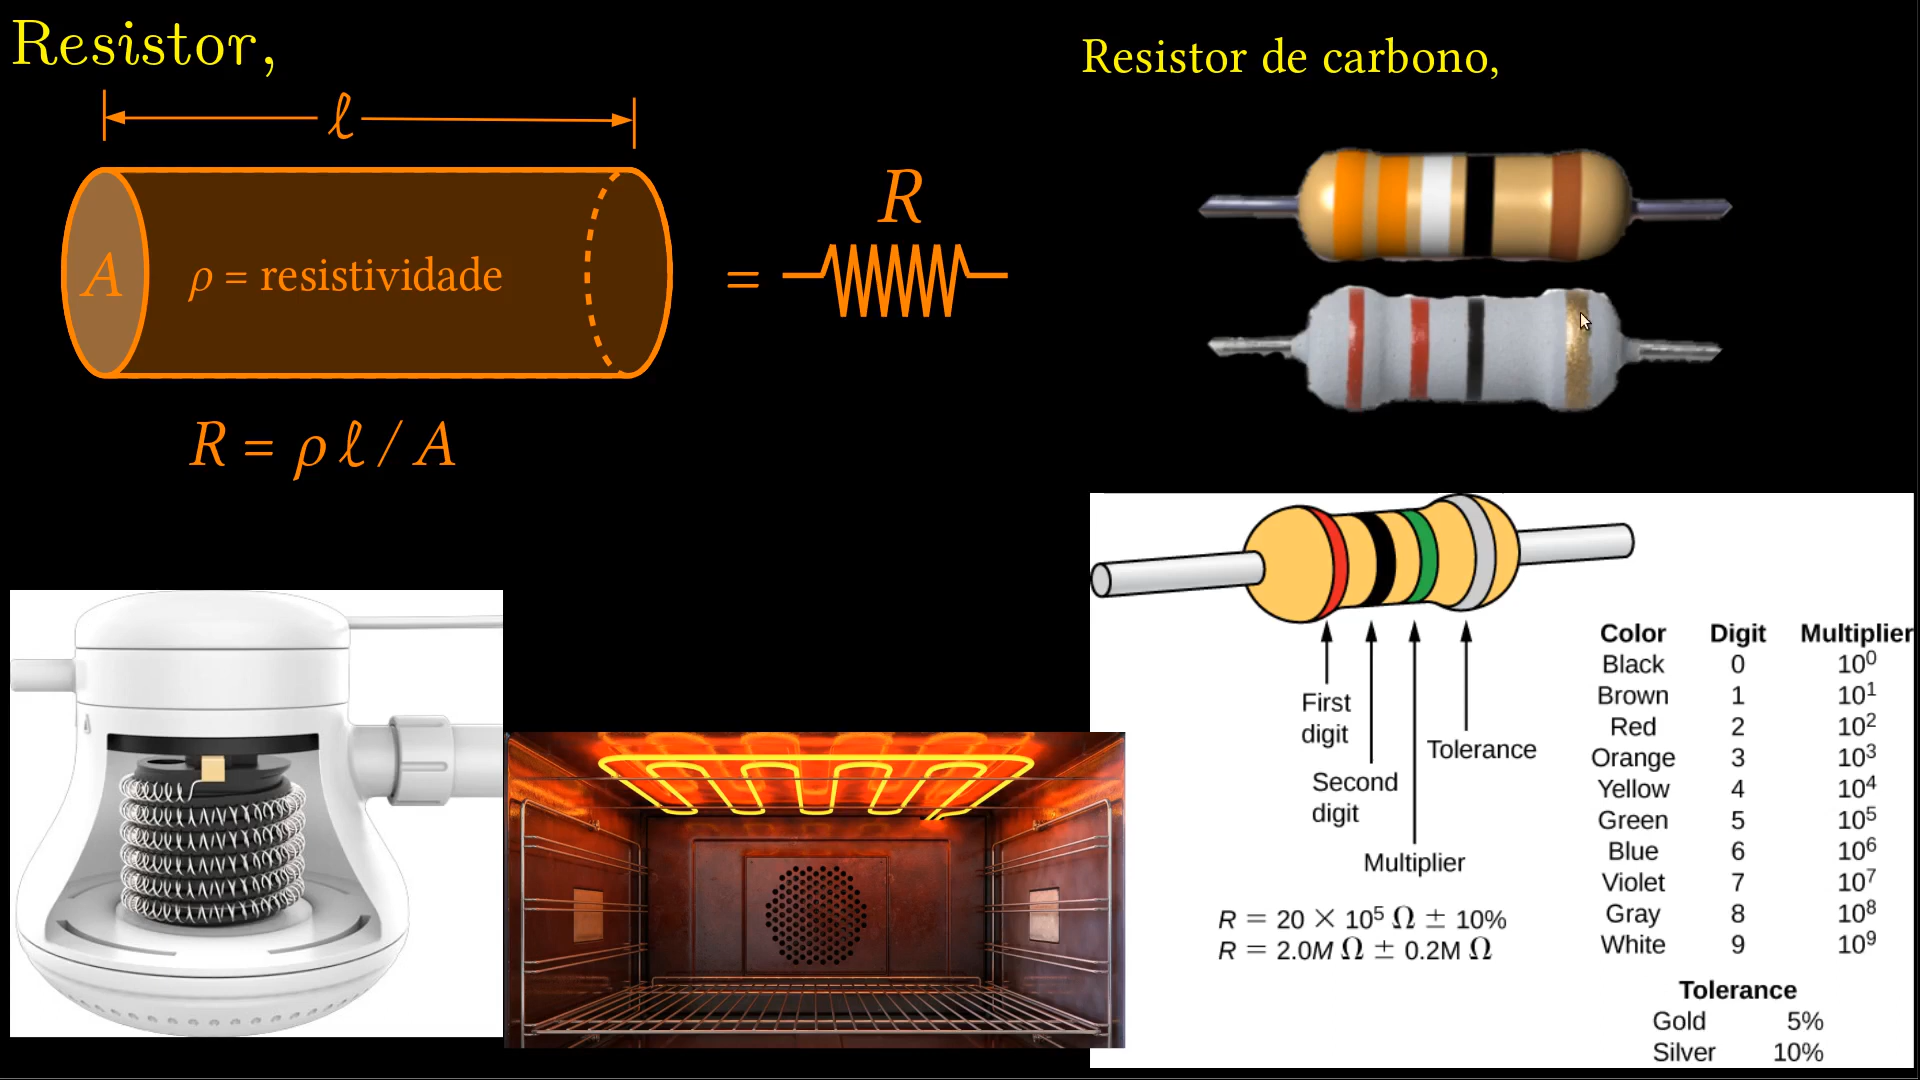 Resistor,
ℓ
A
ρ = resistividade
=
R
R = ρ ℓ / A
Resistor de carbono,
First
digit
Second
digit
Multiplier
Tolerance
R = 20 × 10⁵ Ω ± 10%
R = 2.0M Ω ± 0.2M Ω
Color Digit Multiplier
Black 0 10⁰
Brown 1 10¹
Red 2 10²
Orange 3 10³
Yellow 4 10⁴
Green 5 10⁵
Blue 6 10⁶
Violet 7 10⁷
Gray 8 10⁸
White 9 10⁹
Tolerance
Gold 5%
Silver 10%